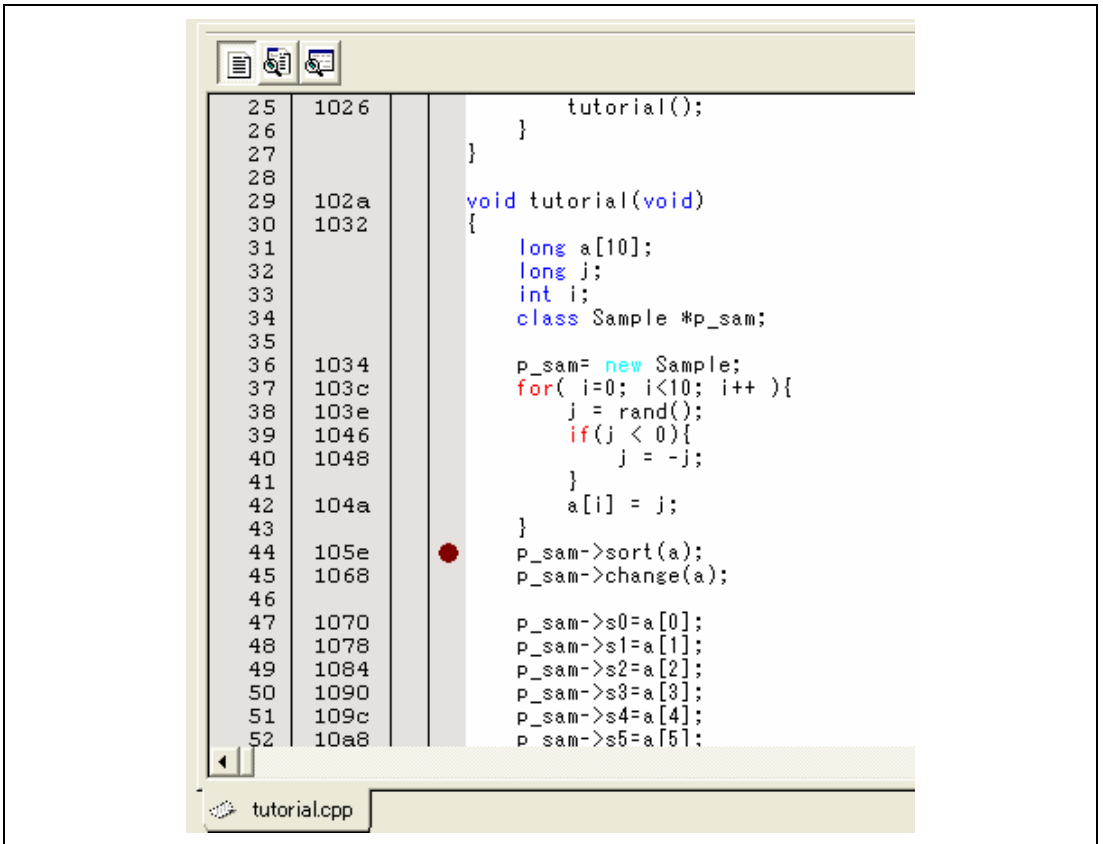 25 1026 tutorial();
26 }
27 }
28
29 102a void tutorial(void)
30 1032 {
31 long a[10];
32 long j;
33 int i;
34 class Sample *p_sam;
35
36 1034 p_sam= new Sample;
37 103c for( i=0; i<10; i++ ){
38 103e j = rand();
39 1046 if(j < 0){
40 1048 j = -j;
41 }
42 104a a[i] = j;
43 }
44 105e p_sam->sort(a);
45 1068 p_sam->change(a);
46
47 1070 p_sam->s0=a[0];
48 1078 p_sam->s1=a[1];
49 1084 p_sam->s2=a[2];
50 1090 p_sam->s3=a[3];
51 109c p_sam->s4=a[4];
52 10a8 p_sam->s5=a[5];
tutorial.cpp